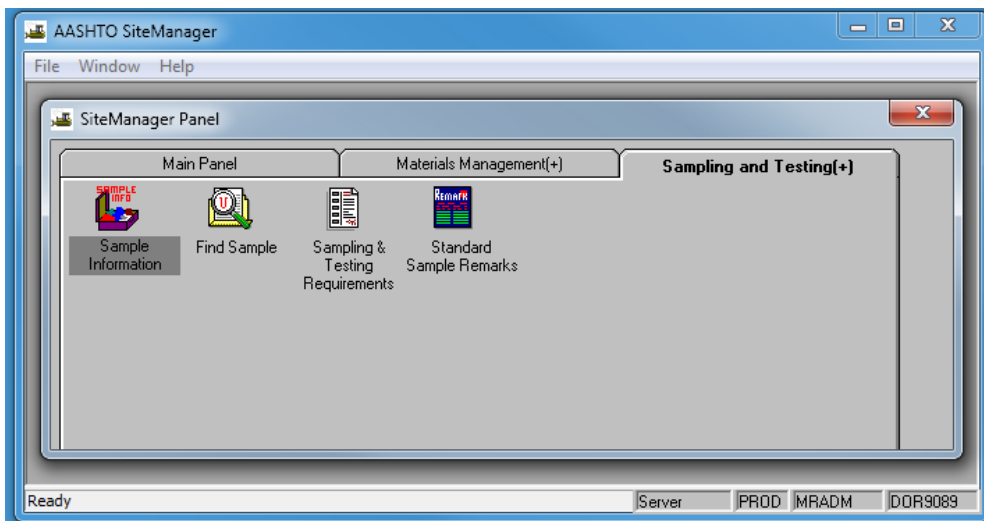 AASHTO SiteManager
File Window Help
SiteManager Panel
Main Panel
Materials Management(+)
Sampling and Testing(+)
SAMPLE
INFO
Sample
Information
U
Find Sample
Sampling &
Testing
Requirements
REMARK
Standard
Sample Remarks
Ready
Server
PROD
MRADM
DOR9089